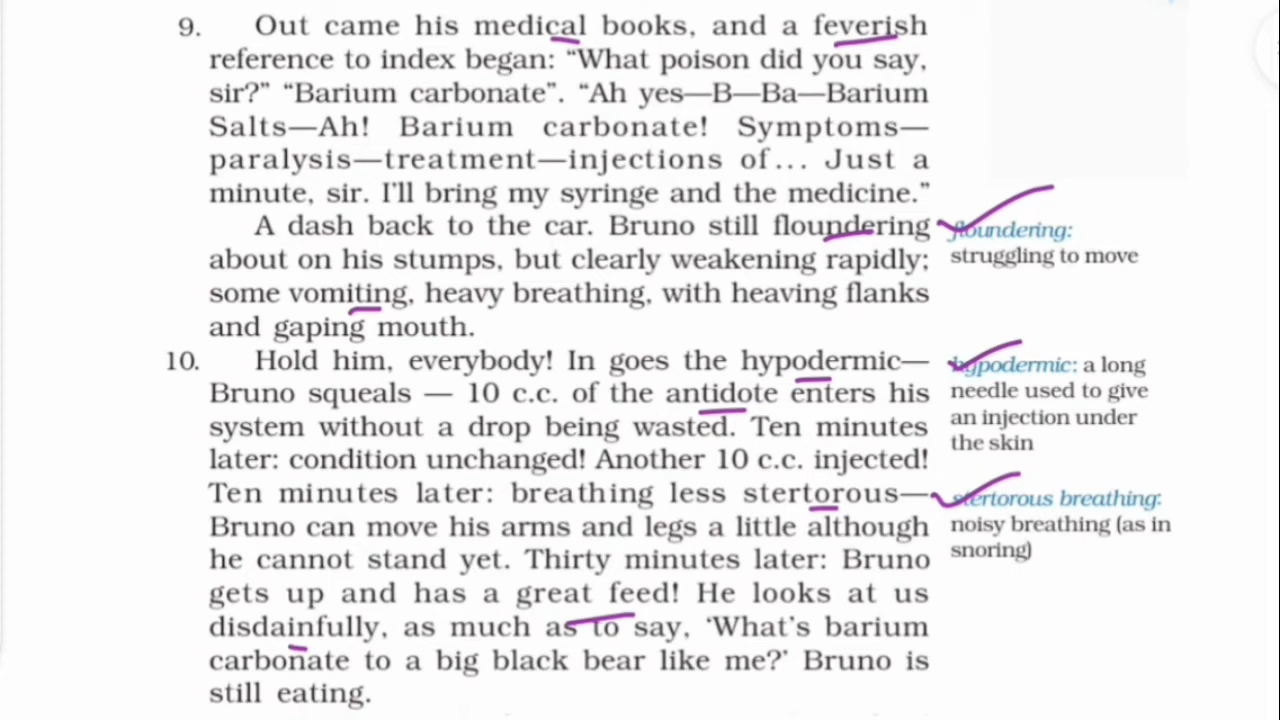 9. Out came his medical books, and a feverish
reference to index began: “What poison did you say,
sir?” “Barium carbonate”. “Ah yes—B—Ba—Barium
Salts—Ah! Barium carbonate! Symptoms—
paralysis—treatment—injections of... Just a
minute, sir. I'll bring my syringe and the medicine.”
A dash back to the car. Bruno still floundering
about on his stumps, but clearly weakening rapidly;
some vomiting, heavy breathing, with heaving flanks
and gaping mouth.
floundering:
struggling to move
10. Hold him, everybody! In goes the hypodermic—
Bruno squeals — 10 c.c. of the antidote enters his
system without a drop being wasted. Ten minutes
later: condition unchanged! Another 10 c.c. injected!
Ten minutes later: breathing less stertorous—
Bruno can move his arms and legs a little although
he cannot stand yet. Thirty minutes later: Bruno
gets up and has a great feed! He looks at us
disdainfully, as much as to say, ‘What's barium
carbonate to a big black bear like me?’ Bruno is
still eating.
hypodermic: a long
needle used to give
an injection under
the skin
stertorous breathing:
noisy breathing (as in
snoring)